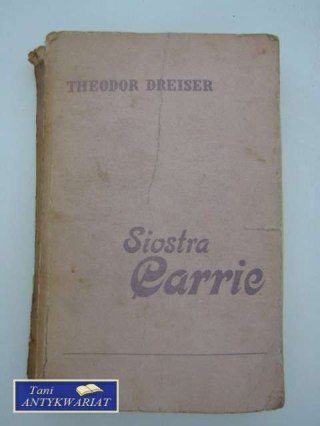 THEODOR DREISER
Siostra
Carrie
Tani
ANTYKWARIAT